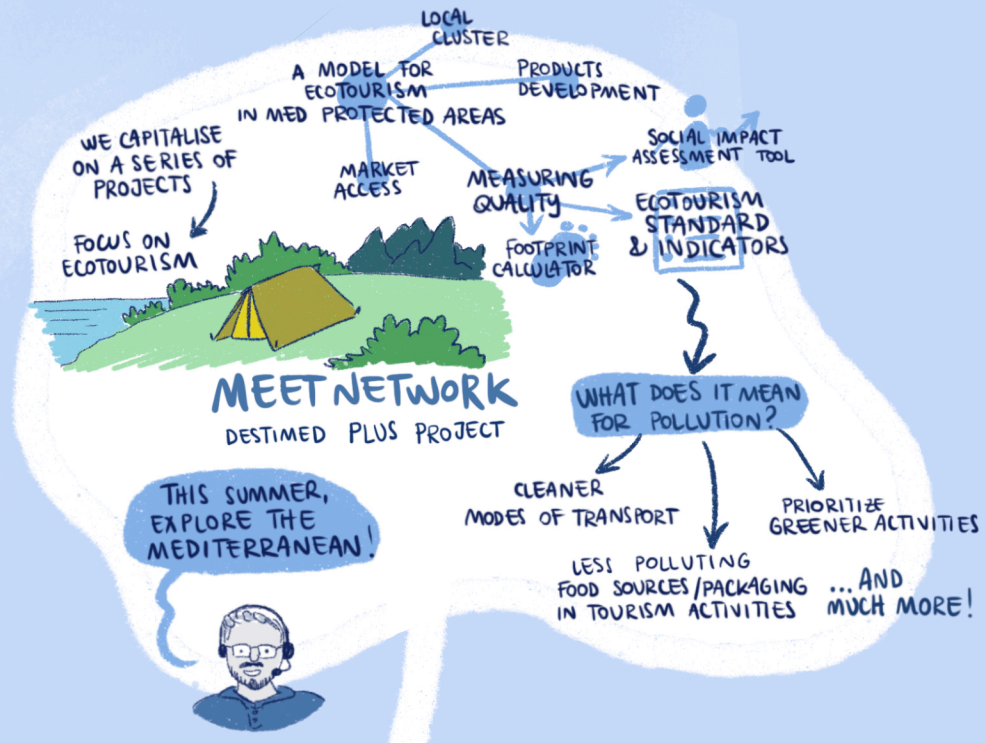 LOCAL
CLUSTER
A MODEL FOR
ECOTOURISM
IN MED PROTECTED AREAS
PRODUCTS
DEVELOPMENT
WE CAPITALISE
ON A SERIES OF
PROJECTS
MARKET
ACCESS
MEASURING
QUALITY
SOCIAL IMPACT
ASSESSMENT TOOL
ECOTOURISM
STANDARD
& INDICATORS
FOOTPRINT
CALCULATOR
FOCUS ON
ECOTOURISM
MEET NETWORK
DESTIMED PLUS PROJECT
WHAT DOES IT MEAN
FOR POLLUTION?
CLEANER
MODES OF TRANSPORT
LESS POLLUTING
FOOD SOURCES/PACKAGING
IN TOURISM ACTIVITIES
PRIORITIZE
GREENER ACTIVITIES
...AND
MUCH MORE!
THIS SUMMER,
EXPLORE THE
MEDITERRANEAN!